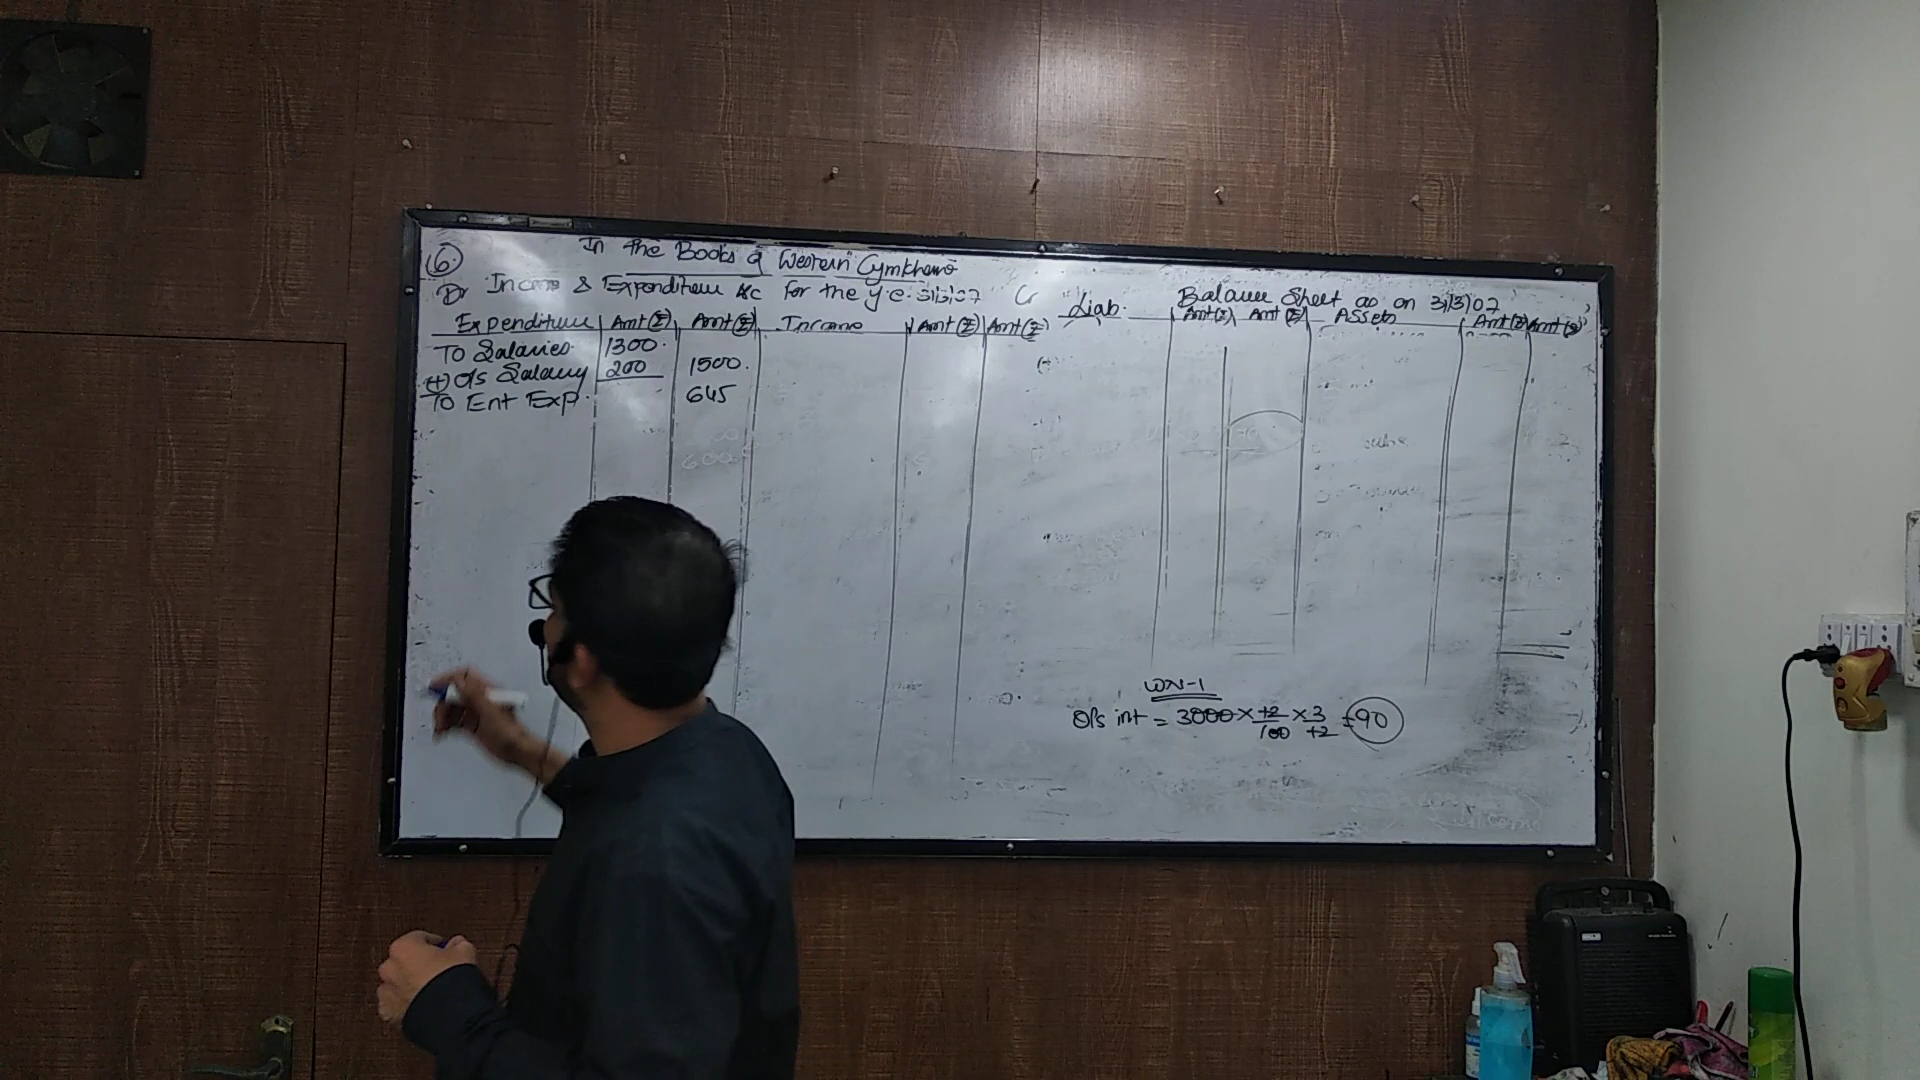 6. In the Books of Western Gymkhana
Dr Income & Expenditure A/c For the y.e. 31/3/07 Cr
Expenditure Amt(₹) Amt(₹) Income Amt(₹) Amt(₹)
To Salaries 1300
(+) O/s Salary 200 1500
To Ent Exp. 645
Balance Sheet as on 31/3/07
Liab. Amt(₹) Amt(₹) Assets Amt(₹) Amt(₹)
WN-1
O/s int = 3000 × 12/100 × 3/12 = 90